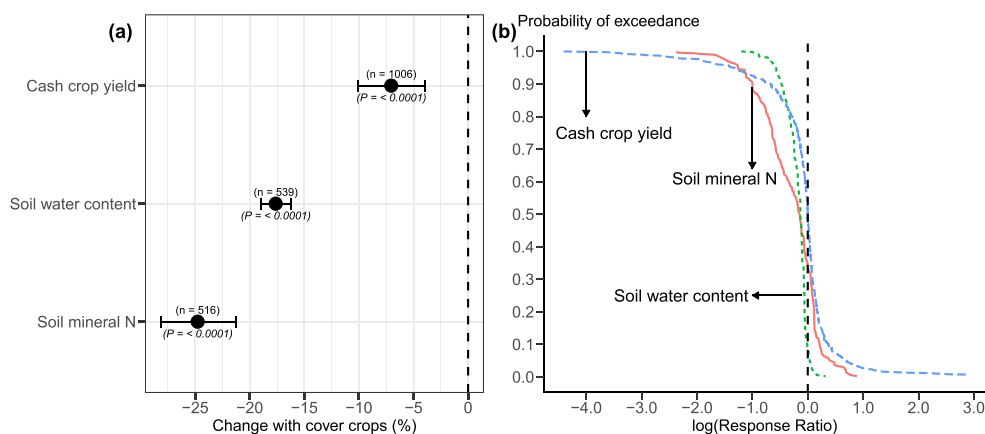 (a)
Cash crop yield
(n = 1006)
(P = < 0.0001)
Soil water content
(n = 539)
(P = < 0.0001)
Soil mineral N
(n = 516)
(P = < 0.0001)
−25 −20 −15 −10 −5 0
Change with cover crops (%)
(b)
Probability of exceedance
1.0
0.9
0.8
0.7
0.6
0.5
0.4
0.3
0.2
0.1
0.0
Cash crop yield
Soil mineral N
Soil water content
−4.0 −3.0 −2.0 −1.0 0.0 1.0 2.0 3.0
log(Response Ratio)